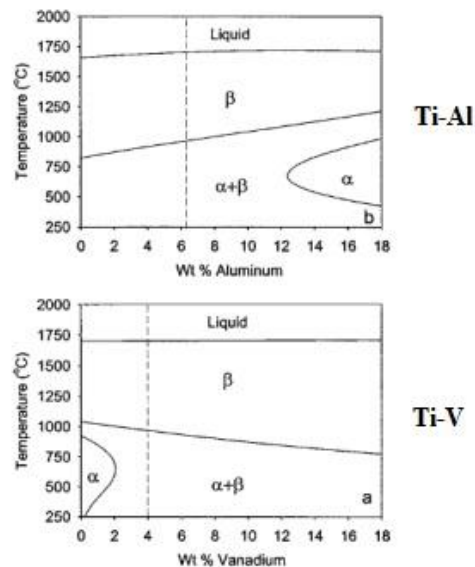 2000
1750
1500
1250
1000
750
500
250
Temperature (°C)
Liquid
β
α+β
α
b
0 2 4 6 8 10 12 14 16 18
Wt % Aluminum
Ti-Al
2000
1750
1500
1250
1000
750
500
250
Temperature (°C)
Liquid
β
α
α+β
a
0 2 4 6 8 10 12 14 16 18
Wt % Vanadium
Ti-V